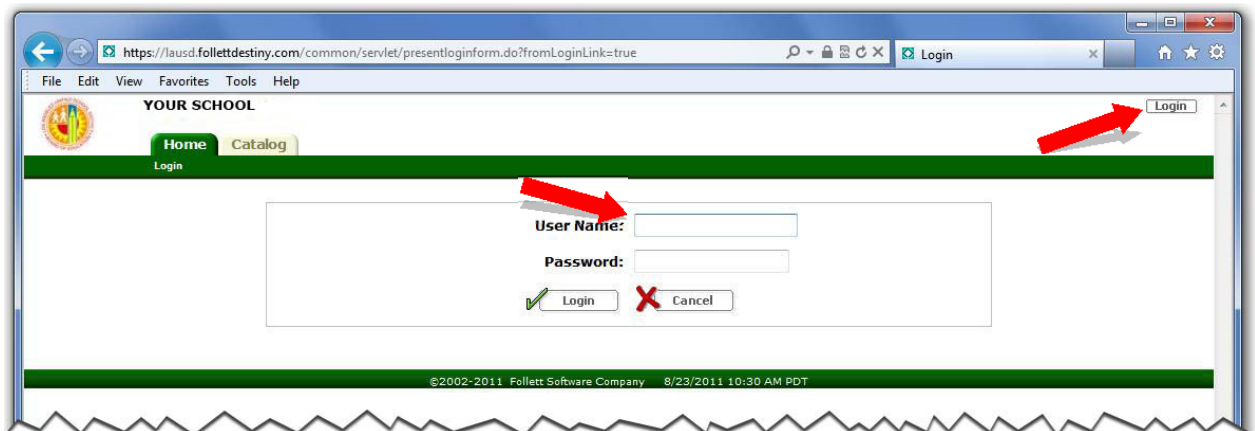 https://lausd.follettdestiny.com/common/servlet/presentloginform.do?fromLoginLink=true
Login
File Edit View Favorites Tools Help
YOUR SCHOOL
Login
Home Catalog
Login
User Name:
Password:
Login Cancel
©2002-2011 Follett Software Company 8/23/2011 10:30 AM PDT